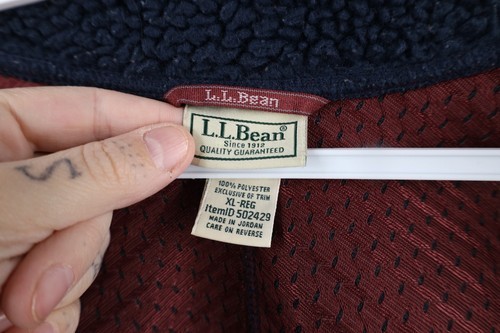 L.L.Bean
L.L.Bean®
Since 1912
QUALITY GUARANTEED
100% POLYESTER
EXCLUSIVE OF TRIM
XL-REG
ItemID 502429
MADE IN JORDAN
CARE ON REVERSE